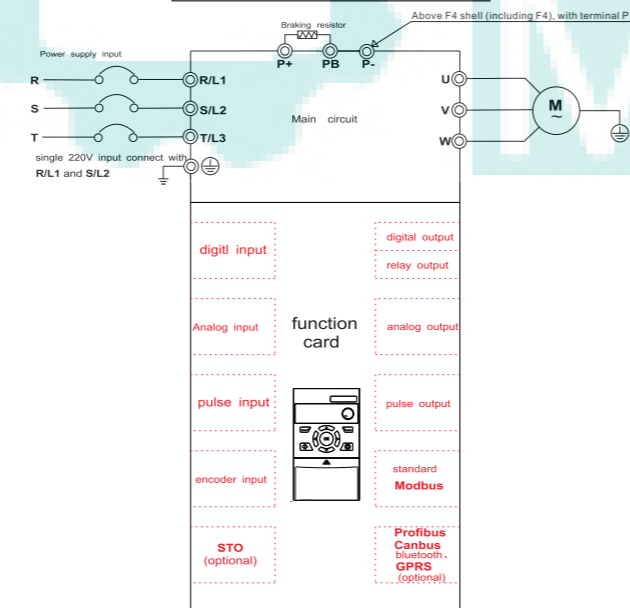 Above F4 shell (including F4), with terminal P
Braking resistor
Power supply input
P+ PB P-
R R/L1 U
S S/L2 V
T T/L3 W
Main circuit
M
~
single 220V input connect with
R/L1 and S/L2
digitl input
digital output
relay output
Analog input
function
card
analog output
pulse input
pulse output
OK
encoder input
standard
Modbus
STO
(optional)
Profibus
Canbus
bluetooth、
GPRS
(optional)